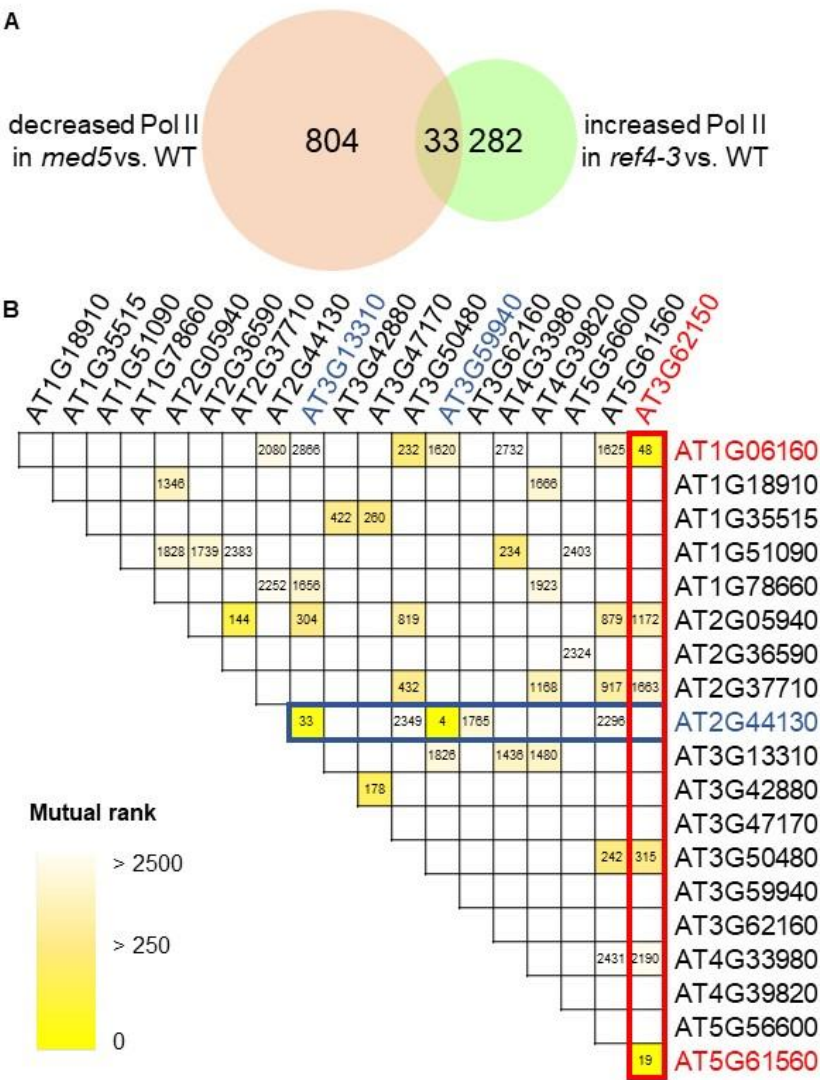 A
decreased Pol II
in med5 vs. WT
804
33
282
increased Pol II
in ref4-3 vs. WT
B
AT1G18910
AT1G35515
AT1G51090
AT1G78660
AT2G05940
AT2G36590
AT2G37710
AT2G44130
AT3G13310
AT3G42880
AT3G47170
AT3G50480
AT3G59940
AT3G62160
AT4G33980
AT4G39820
AT5G56600
AT5G61560
AT3G62150
2080 2866 232 1620 2732 1625 48 AT1G06160
1346 1666 AT1G18910
422 260 AT1G35515
1828 1739 2383 234 2403 AT1G51090
2252 1656 1923 AT1G78660
144 304 819 879 1172 AT2G05940
2324 AT2G36590
432 1168 917 1663 AT2G37710
33 2349 4 1765 2296 AT2G44130
1826 1436 1480 AT3G13310
178 AT3G42880
AT3G47170
242 315 AT3G50480
AT3G59940
AT3G62160
2431 2190 AT4G33980
AT4G39820
AT5G56600
19 AT5G61560
Mutual rank
> 2500
> 250
0